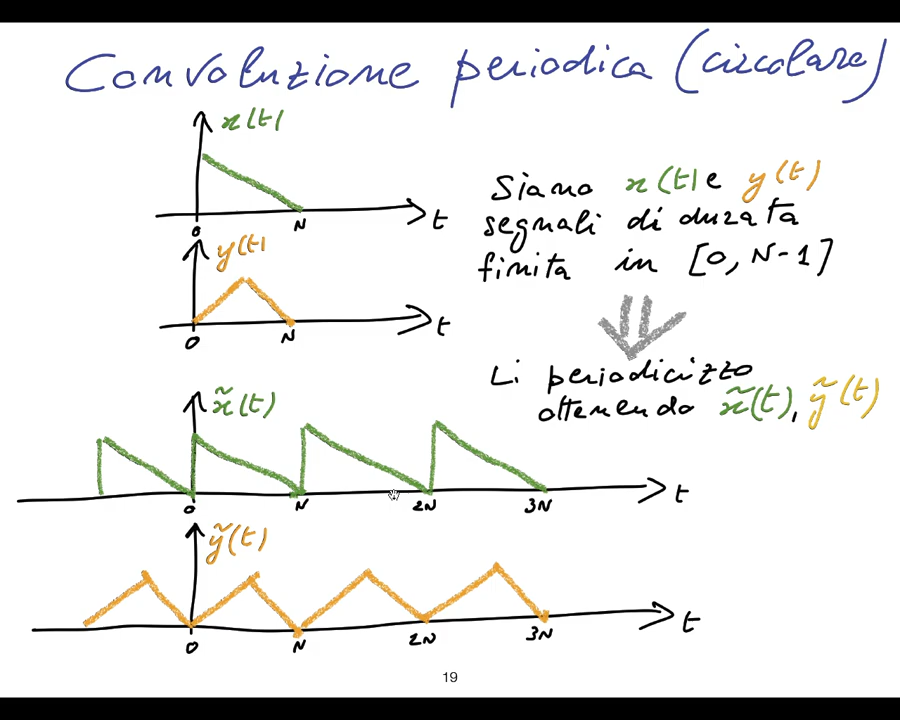 Convoluzione periodica (circolare)
x(t)
0 N t
y(t)
0 N t
Siano x(t) e y(t)
segnali di durata
finita in [0, N-1]
Li periodicizzo
ottenendo x̃(t), ỹ(t)
x̃(t)
0 N 2N 3N t
ỹ(t)
0 N 2N 3N t
19